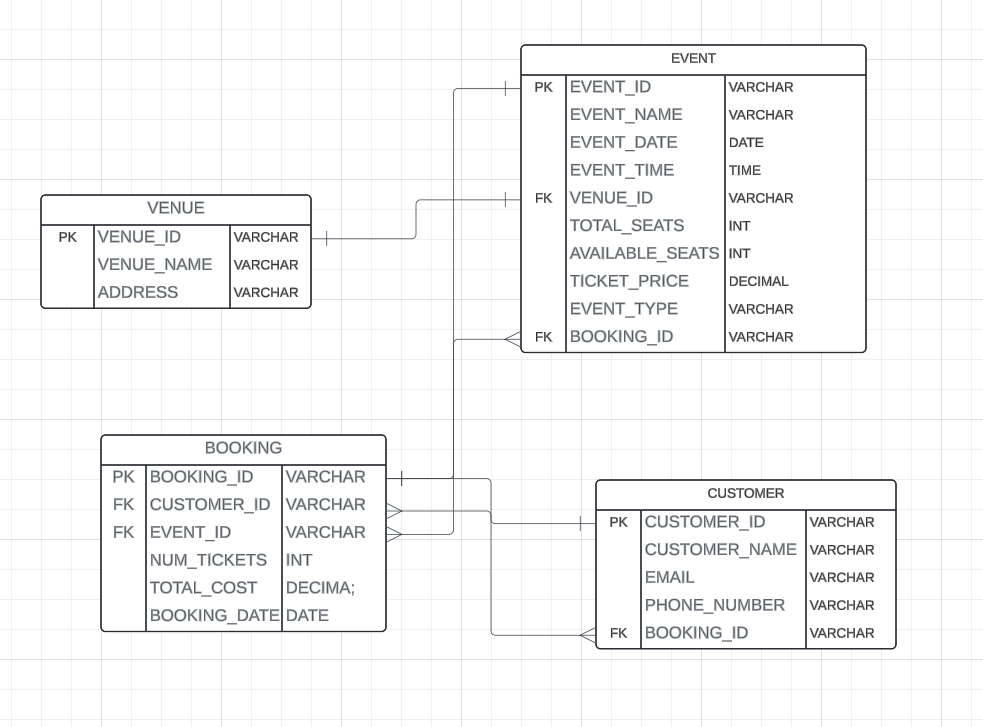 EVENT
PK EVENT_ID VARCHAR
EVENT_NAME VARCHAR
EVENT_DATE DATE
EVENT_TIME TIME
FK VENUE_ID VARCHAR
TOTAL_SEATS INT
AVAILABLE_SEATS INT
TICKET_PRICE DECIMAL
EVENT_TYPE VARCHAR
FK BOOKING_ID VARCHAR
VENUE
PK VENUE_ID VARCHAR
VENUE_NAME VARCHAR
ADDRESS VARCHAR
BOOKING
PK BOOKING_ID VARCHAR
FK CUSTOMER_ID VARCHAR
FK EVENT_ID VARCHAR
NUM_TICKETS INT
TOTAL_COST DECIMA;
BOOKING_DATE DATE
CUSTOMER
PK CUSTOMER_ID VARCHAR
CUSTOMER_NAME VARCHAR
EMAIL VARCHAR
PHONE_NUMBER VARCHAR
FK BOOKING_ID VARCHAR